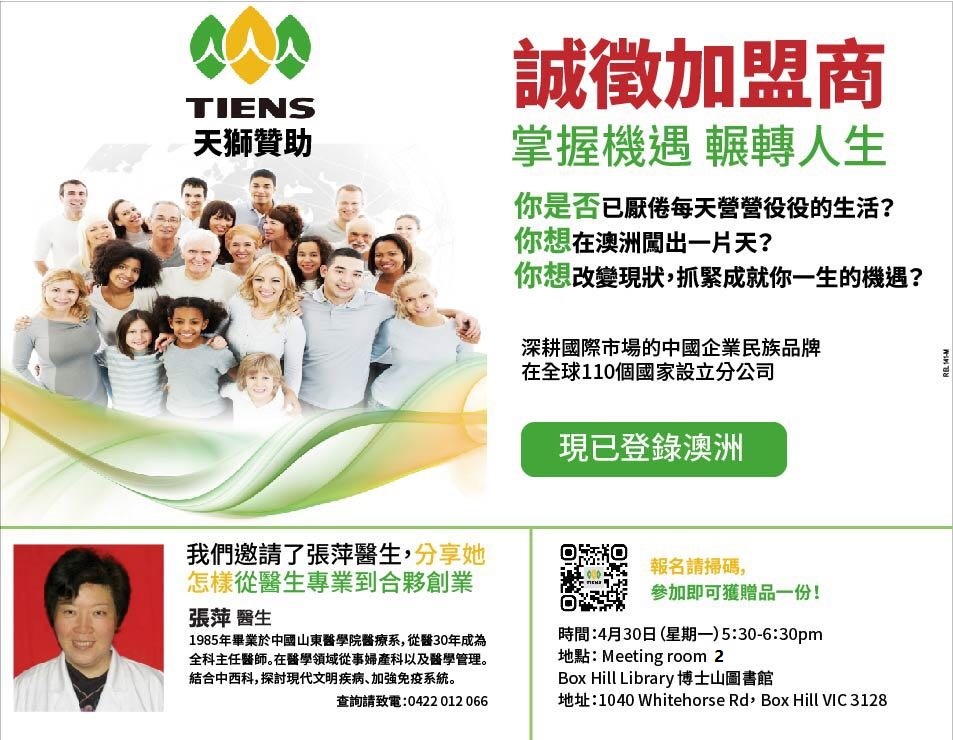 TIENS
天獅贊助
誠徵加盟商
掌握機遇 輾轉人生
你是否已厭倦每天營營役役的生活？
你想在澳洲闖出一片天？
你想改變現狀，抓緊成就你一生的機遇？
深耕國際市場的中國企業民族品牌
在全球110個國家設立分公司
現已登錄澳洲
REL141-M
我們邀請了張萍醫生，分享她
怎樣從醫生專業到合夥創業
張萍 醫生
1985年畢業於中國山東醫學院醫療系，從醫30年成為
全科主任醫師。在醫學領域從事婦產科以及醫學管理。
結合中西科，探討現代文明疾病、加強免疫系統。
查詢請致電：0422 012 066
TIENS
報名請掃碼，
參加即可獲贈品一份！
時間：4月30日（星期一）5：30-6：30pm
地點： Meeting room 2
Box Hill Library 博士山圖書館
地址：1040 Whitehorse Rd， Box Hill VIC 3128